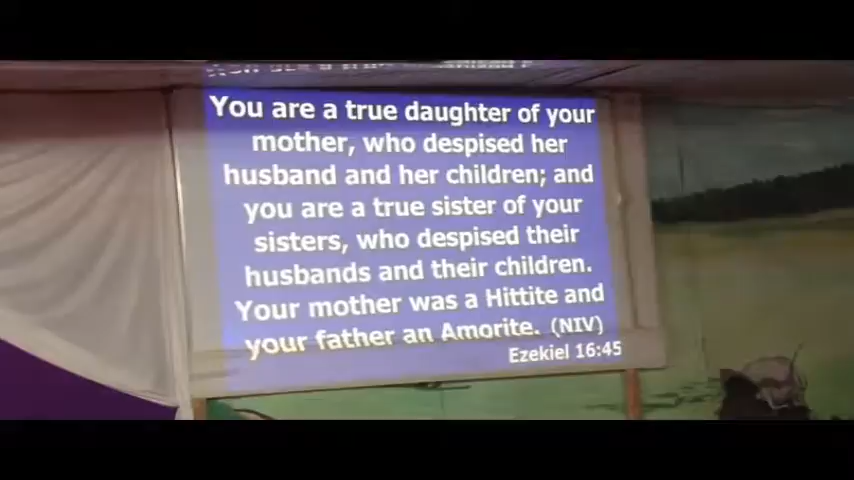 You are a true daughter of your
mother, who despised her
husband and her children; and
you are a true sister of your
sisters, who despised their
husbands and their children.
Your mother was a Hittite and
your father an Amorite. (NIV)
Ezekiel 16:45